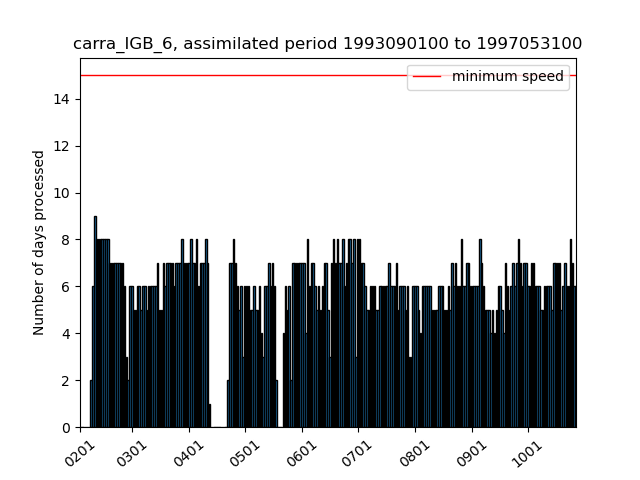 carra_IGB_6, assimilated period 1993090100 to 1997053100
minimum speed
Number of days processed
14
12
10
8
6
4
2
0
0201 0301 0401 0501 0601 0701 0801 0901 1001